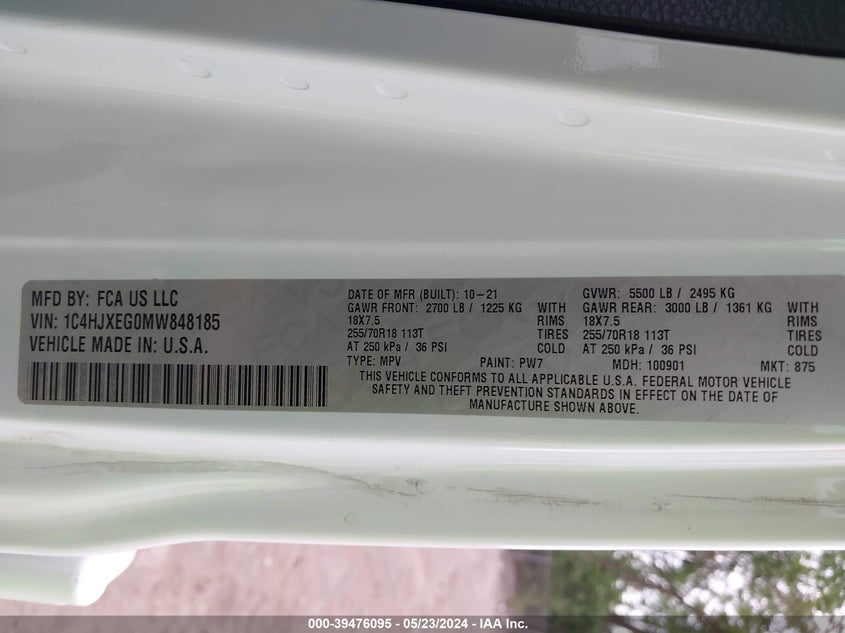 MFD BY: FCA US LLC
VIN: 1C4HJXEG0MW848185
VEHICLE MADE IN: U.S.A.
DATE OF MFR (BUILT): 10-21
GAWR FRONT: 2700 LB / 1225 KG WITH
18X7.5 RIMS
255/70R18 113T TIRES
AT 250 kPa / 36 PSI COLD
GVWR: 5500 LB / 2495 KG
GAWR REAR: 3000 LB / 1361 KG WITH
18X7.5 RIMS
255/70R18 113T TIRES
AT 250 kPa / 36 PSI COLD
TYPE: MPV PAINT: PW7 MDH: 100901 MKT: 875
THIS VEHICLE CONFORMS TO ALL APPLICABLE U.S.A. FEDERAL MOTOR VEHICLE
SAFETY AND THEFT PREVENTION STANDARDS IN EFFECT ON THE DATE OF
MANUFACTURE SHOWN ABOVE.
000-39476095 - 05/23/2024 - IAA Inc.